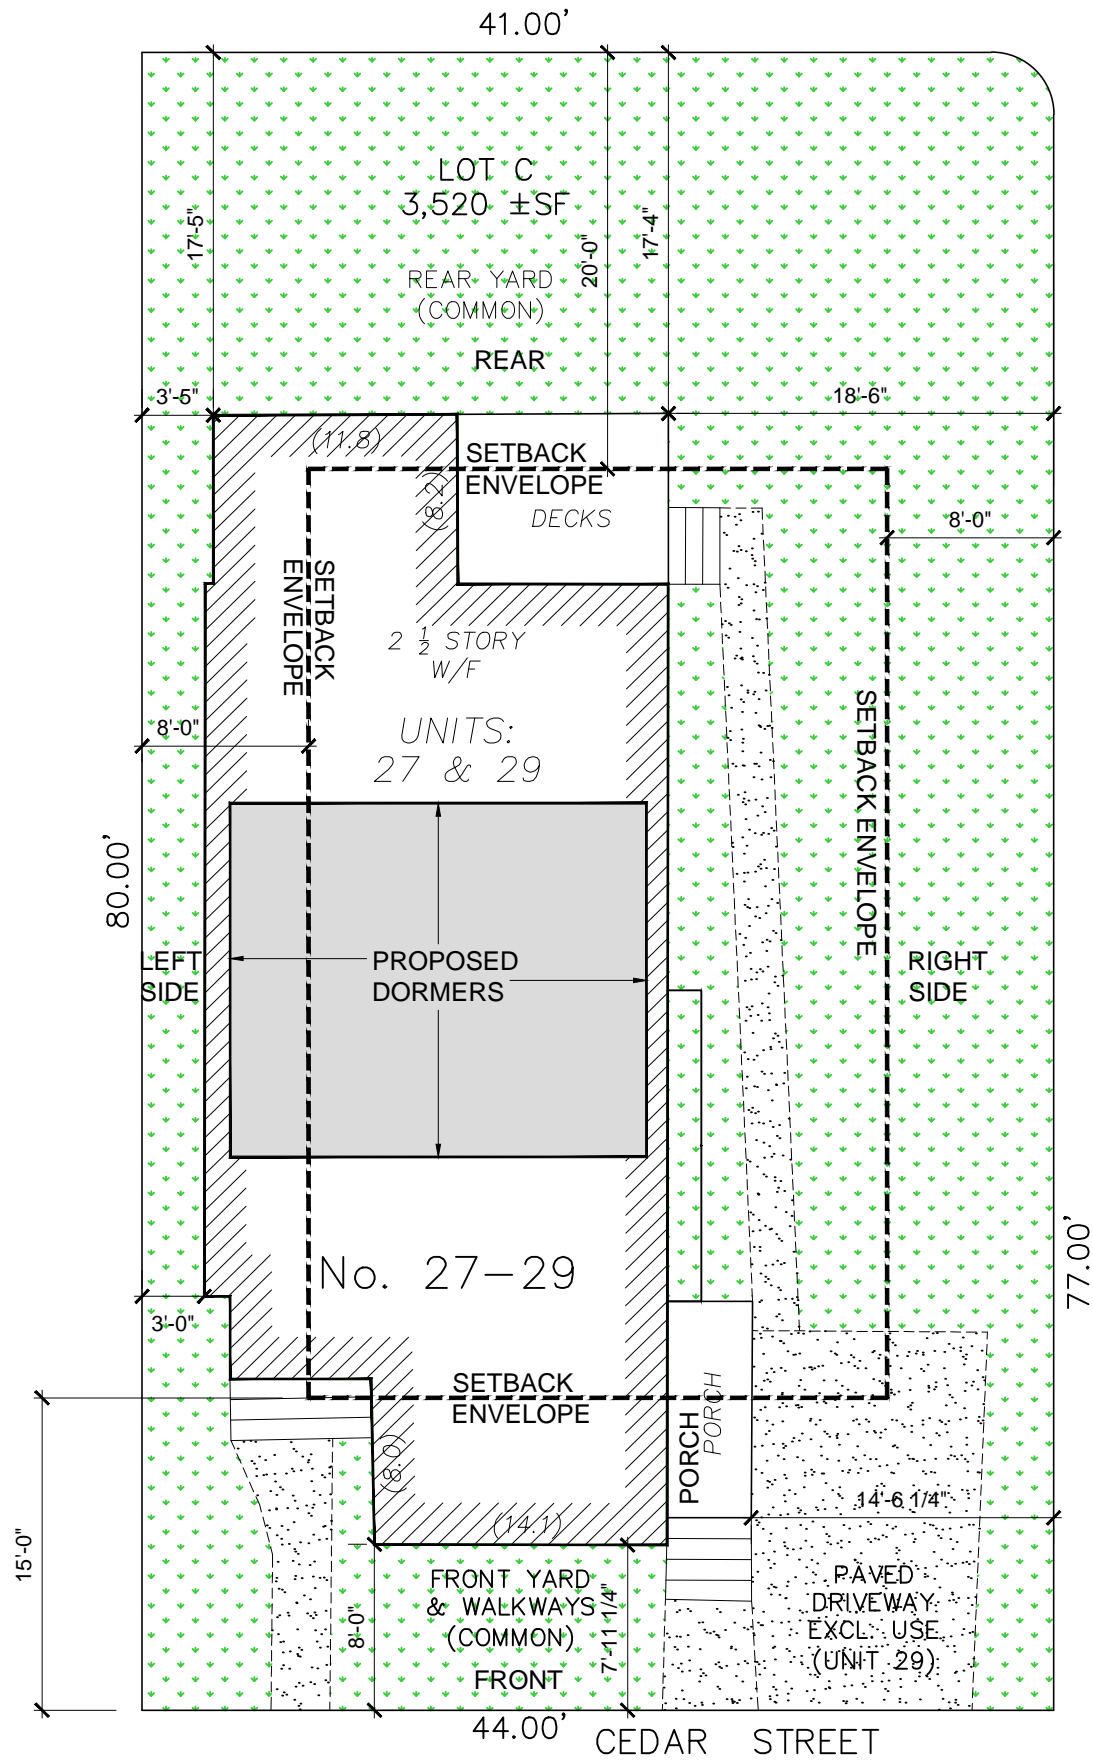 41.00'
LOT C
3,520 ±SF
17'-5"
20'-0"
17'-4"
REAR YARD
(COMMON)
REAR
3'-5"
18'-6"
(11.8)
SETBACK
ENVELOPE
(8.2)
DECKS
8'-0"
SETBACK
ENVELOPE
2 1/2 STORY
W/F
8'-0"
UNITS:
27 & 29
SETBACK ENVELOPE
80.00'
LEFT
SIDE
PROPOSED
DORMERS
RIGHT
SIDE
No. 27-29
77.00'
3'-0"
SETBACK
ENVELOPE
PORCH
PORCH
(8.0)
14'-6 1/4"
(14.1)
15'-0"
8'-0"
FRONT YARD
& WALKWAYS
(COMMON)
FRONT
7'-11 1/4"
PAVED
DRIVEWAY
EXCL. USE
(UNIT 29)
44.00'
CEDAR STREET